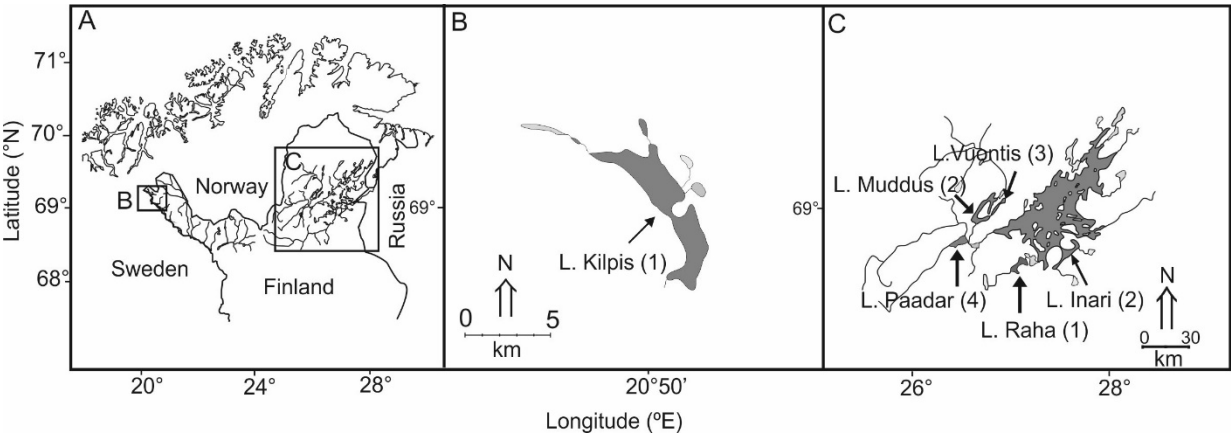 A
71°
70°
69°
68°
Latitude (°N)
B
C
Norway
Russia
Sweden
Finland
20°
24°
28°
B
69°
L. Kilpis (1)
N
0 5
km
20°50'
Longitude (ºE)
C
69°
L.Vuontis (3)
L. Muddus (2)
L. Paadar (4)
L. Inari (2)
L. Raha (1)
N
0 30
km
26°
28°